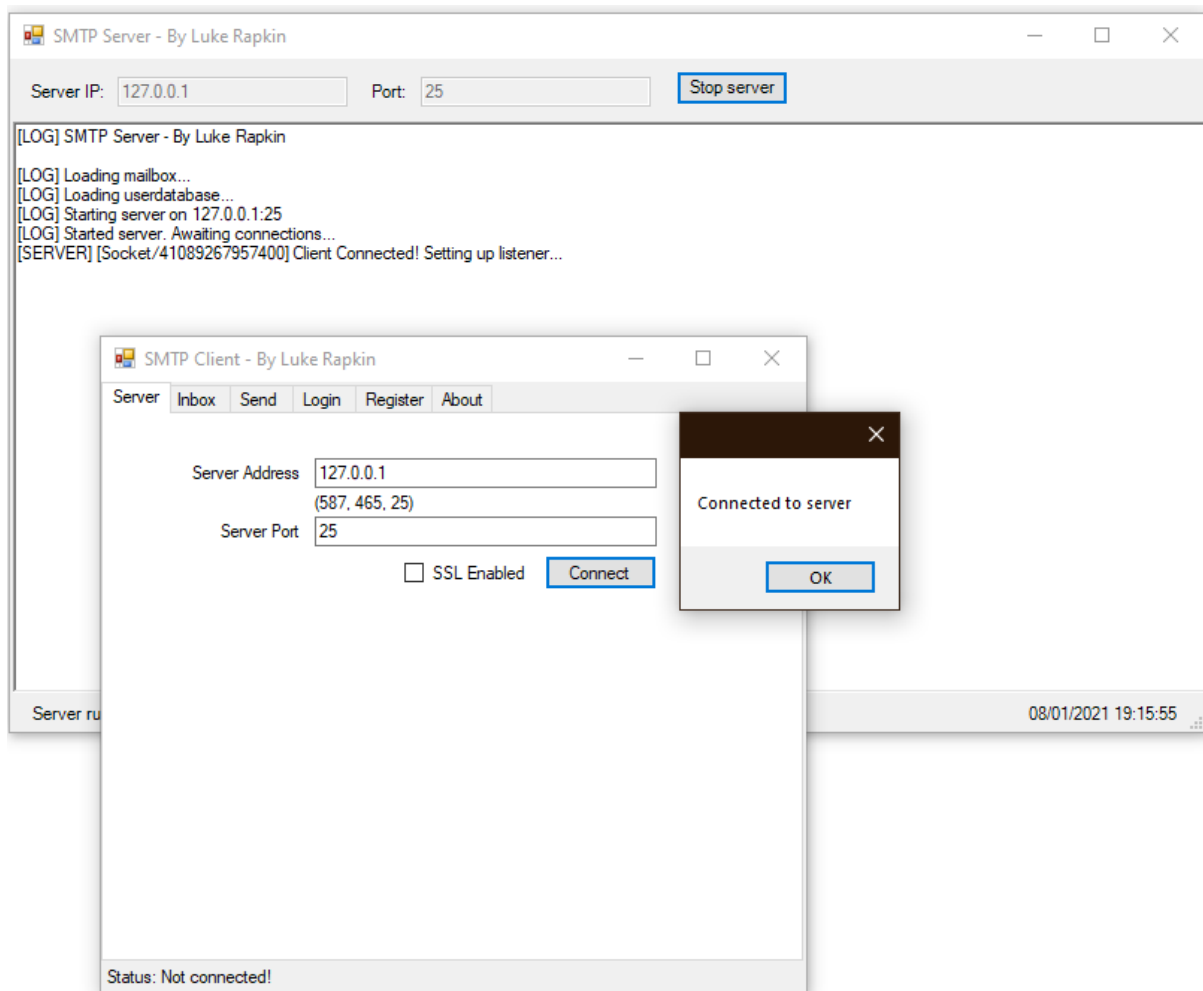 SMTP Server - By Luke Rapkin
Server IP: 127.0.0.1 Port: 25 Stop server
[LOG] SMTP Server - By Luke Rapkin
[LOG] Loading mailbox...
[LOG] Loading userdatabase...
[LOG] Starting server on 127.0.0.1:25
[LOG] Started server. Awaiting connections...
[SERVER] [Socket/41089267957400] Client Connected! Setting up listener...
SMTP Client - By Luke Rapkin
Server Inbox Send Login Register About
Server Address 127.0.0.1
(587, 465, 25)
Server Port 25
SSL Enabled Connect
Connected to server
OK
Server ru
08/01/2021 19:15:55
Status: Not connected!